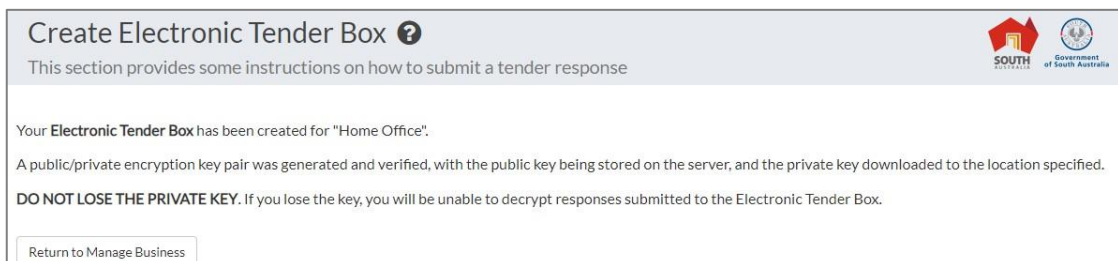 Create Electronic Tender Box ?
This section provides some instructions on how to submit a tender response
SOUTH
AUSTRALIA
Government
of South Australia
Your Electronic Tender Box has been created for "Home Office".
A public/private encryption key pair was generated and verified, with the public key being stored on the server, and the private key downloaded to the location specified.
DO NOT LOSE THE PRIVATE KEY. If you lose the key, you will be unable to decrypt responses submitted to the Electronic Tender Box.
Return to Manage Business